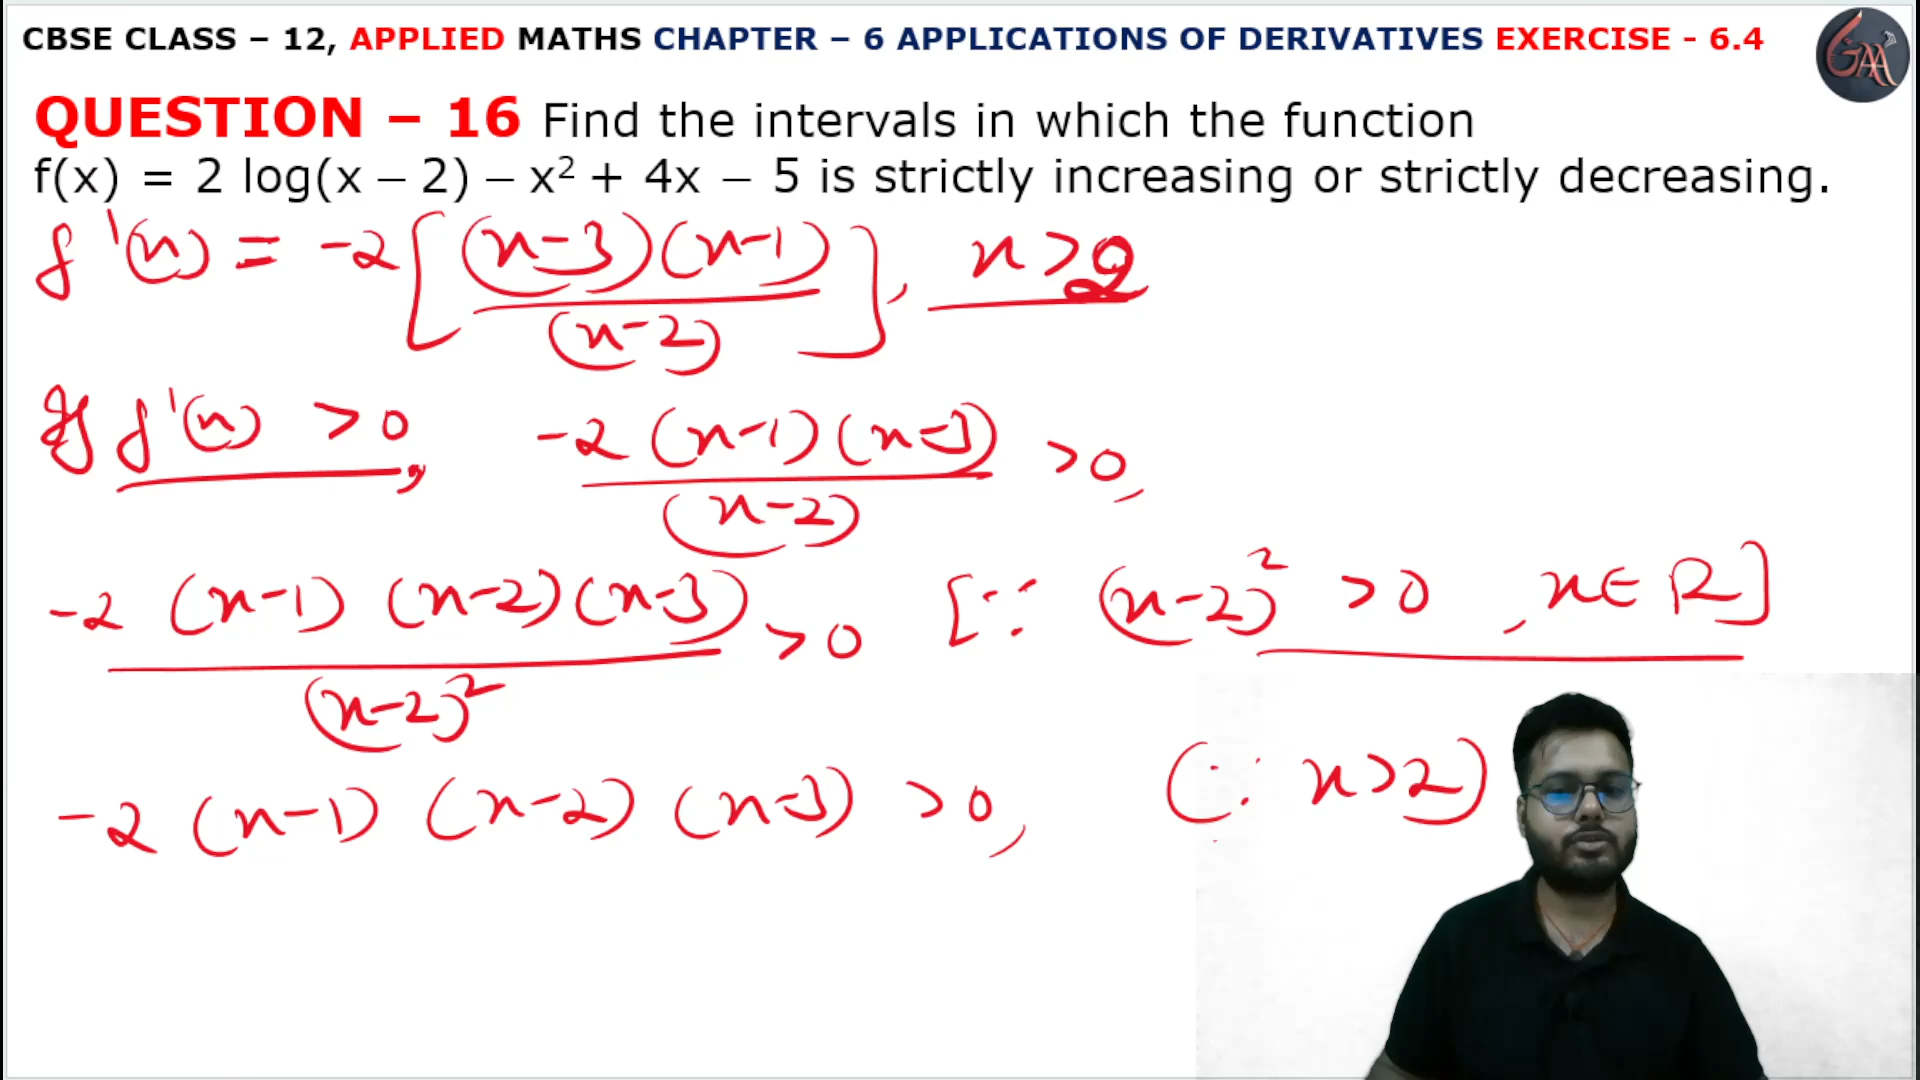 CBSE CLASS – 12, APPLIED MATHS CHAPTER – 6 APPLICATIONS OF DERIVATIVES EXERCISE - 6.4
GAA
QUESTION – 16 Find the intervals in which the function
f(x) = 2 log(x – 2) – x² + 4x – 5 is strictly increasing or strictly decreasing.
f'(x) = -2 [(x-3)(x-1) / (x-2)], x>2
If f'(x) >0, -2(x-1)(x-3) / (x-2) >0,
-2 (x-1) (x-2)(x-3) / (x-2)² >0 [∵ (x-2)² >0, x∈R]
-2 (x-1) (x-2) (x-3) >0, (∵ x>2)